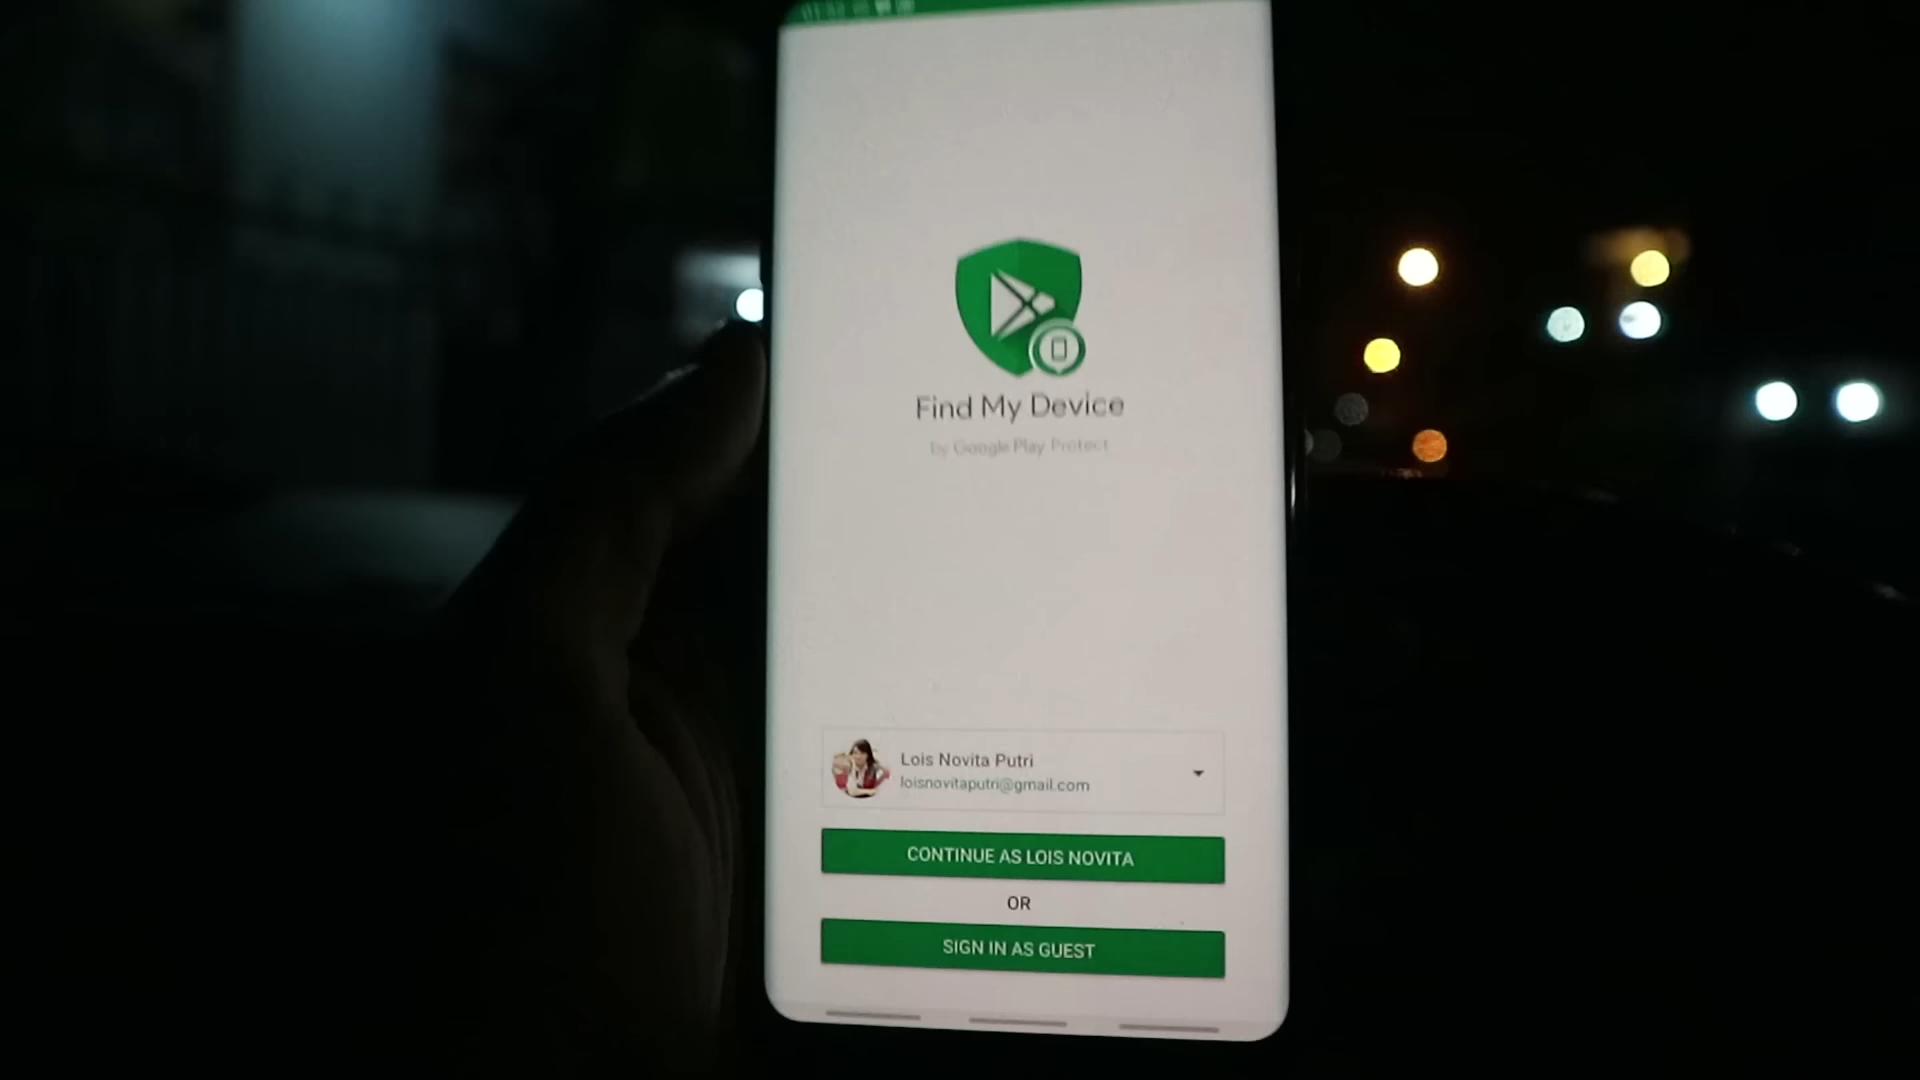 Find My Device
by Google Play Protect
Lois Novita Putri
loisnovitaputri@gmail.com
CONTINUE AS LOIS NOVITA
OR
SIGN IN AS GUEST